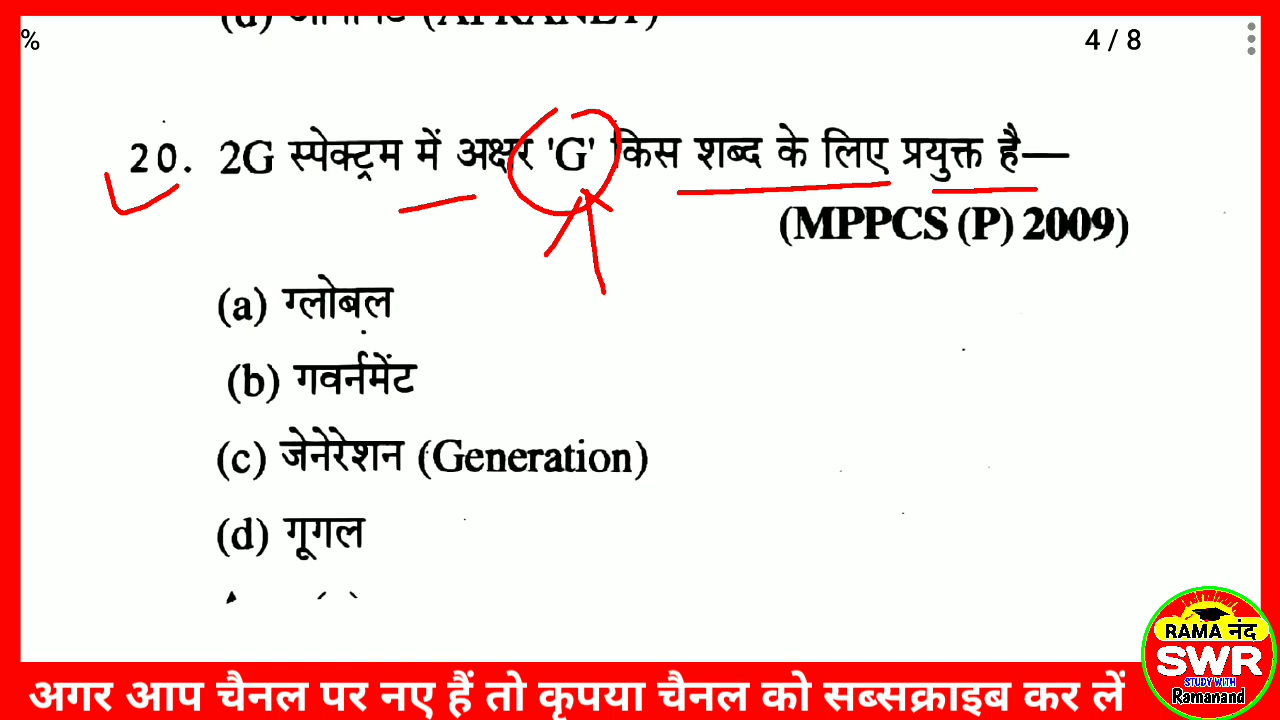 %
4 / 8
20. 2G स्पेक्ट्रम में अक्षर 'G' किस शब्द के लिए प्रयुक्त है—
(MPPCS (P) 2009)
(a) ग्लोबल
(b) गवर्नमेंट
(c) जेनेरेशन (Generation)
(d) गूगल
RAMA नंद
SWR
STUDY WITH
Ramanand
अगर आप चैनल पर नए हैं तो कृपया चैनल को सब्सक्राइब कर लें